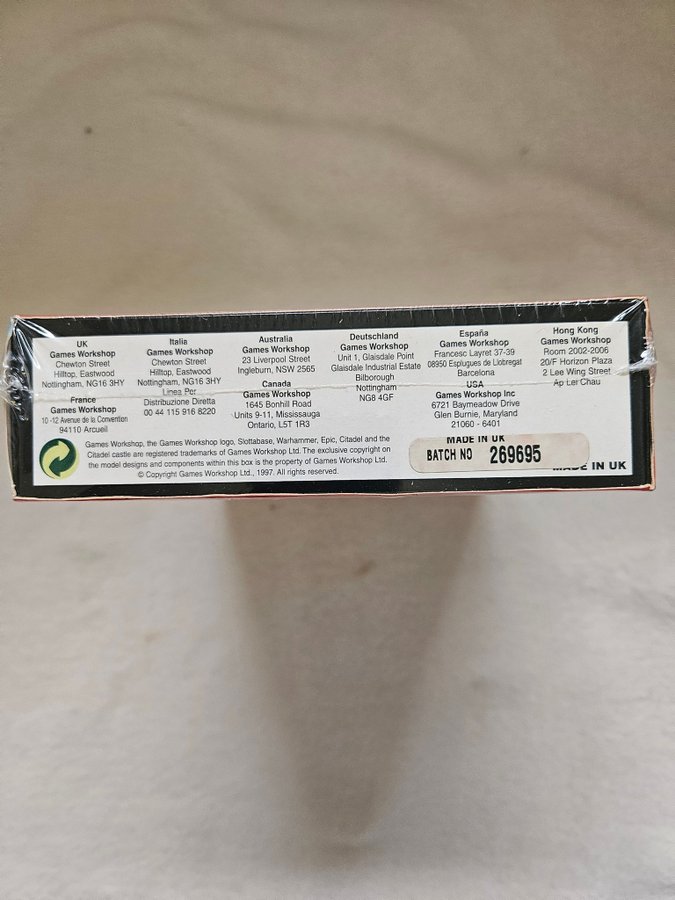 UK
Games Workshop
Chewton Street
Hilltop, Eastwood
Nottingham, NG16 3HY
France
Games Workshop
10 -12 Avenue de la Convention
94110 Arcueil
Italia
Games Workshop
Chewton Street
Hilltop, Eastwood
Nottingham, NG16 3HY
Linea Per
Distribuzione Diretta
00 44 115 916 8220
Australia
Games Workshop
23 Liverpool Street
Ingleburn, NSW 2565
Canada
Games Workshop
1645 Bonhill Road
Units 9-11, Mississauga
Ontario, L5T 1R3
Deutschland
Games Workshop
Unit 1, Glaisdale Point
Glaisdale Industrial Estate
Bilborough
Nottingham
NG8 4GF
España
Games Workshop
Francesc Layret 37-39
08950 Esplugues de Llobregat
Barcelona
USA
Games Workshop Inc
6721 Baymeadow Drive
Glen Burnie, Maryland
21060 - 6401
Hong Kong
Games Workshop
Room 2002-2006
20/F Horizon Plaza
2 Lee Wing Street
Ap Lei Chau
Games Workshop, the Games Workshop logo, Slottabase, Warhammer, Epic, Citadel and the
Citadel castle are registered trademarks of Games Workshop Ltd. The exclusive copyright on
the model designs and components within this box is the property of Games Workshop Ltd.
© Copyright Games Workshop Ltd., 1997. All rights reserved.
MADE IN UK
BATCH NO 269695
MADE IN UK